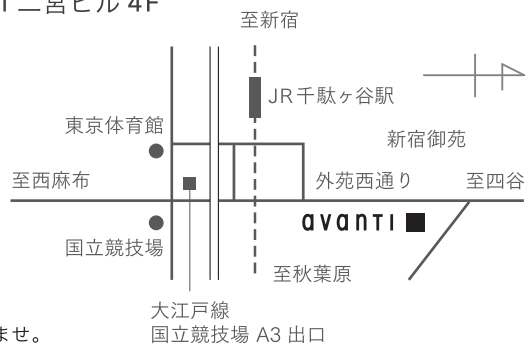 二宮ビル 4F
至新宿
JR千駄ヶ谷駅
東京体育館
新宿御苑
至西麻布
外苑西通り
至四谷
avanTI
国立競技場
至秋葉原
大江戸線
国立競技場 A3 出口
ませ。